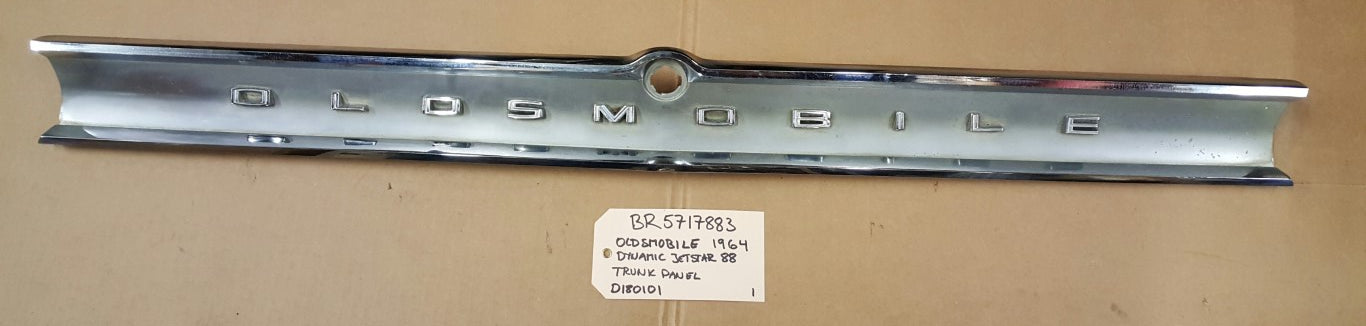 OLDSMOBILE
BR5717883
OLDSMOBILE 1964
DYNAMIC JETSTAR 88
TRUNK PANEL
D180101 1